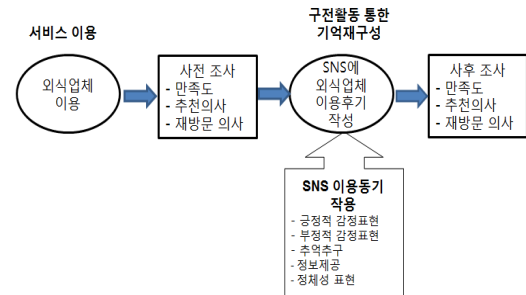 서비스 이용
구전활동 통한
기억재구성
외식업체
이용
사전 조사
- 만족도
- 추천의사
- 재방문 의사
SNS에
외식업체
이용후기
작성
사후 조사
- 만족도
- 추천의사
- 재방문 의사
SNS 이용동기
작용
- 긍정적 감정표현
- 부정적 감정표현
- 추억추구
- 정보제공
- 정체성 표현